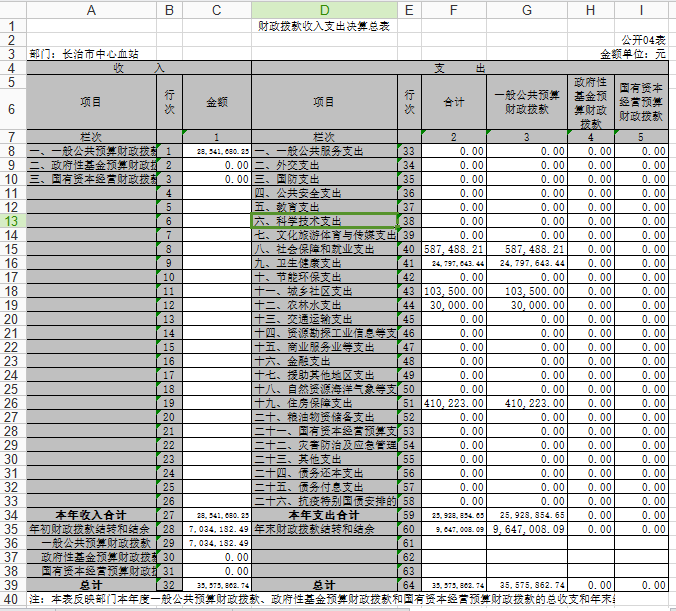 A B C D E F G H I
1 财政拨款收入支出决算总表
2 公开04表
3 部门：长治市中心血站 金额单位：元
4 收 入 支 出
5
6 项目 行次 金额 项目 行次 合计 一般公共预算财政拨款 政府性基金预算财政拨款 国有资本经营预算财政拨款
7 栏次 1 栏次 2 3 4 5
8 一、一般公共预算财政拨款 1 28,541,680.25 一、一般公共服务支出 33 0.00 0.00 0.00 0.00
9 二、政府性基金预算财政拨 2 0.00 二、外交支出 34 0.00 0.00 0.00 0.00
10 三、国有资本经营财政拨款 3 0.00 三、国防支出 35 0.00 0.00 0.00 0.00
11 4 四、公共安全支出 36 0.00 0.00 0.00 0.00
12 5 五、教育支出 37 0.00 0.00 0.00 0.00
13 6 六、科学技术支出 38 0.00 0.00 0.00 0.00
14 7 七、文化旅游体育与传媒支出 39 0.00 0.00 0.00 0.00
15 8 八、社会保障和就业支出 40 587,488.21 587,488.21 0.00 0.00
16 9 九、卫生健康支出 41 24,797,643.44 24,797,643.44 0.00 0.00
17 10 十、节能环保支出 42 0.00 0.00 0.00 0.00
18 11 十一、城乡社区支出 43 103,500.00 103,500.00 0.00 0.00
19 12 十二、农林水支出 44 30,000.00 30,000.00 0.00 0.00
20 13 十三、交通运输支出 45 0.00 0.00 0.00 0.00
21 14 十四、资源勘探工业信息等支 46 0.00 0.00 0.00 0.00
22 15 十五、商业服务业等支出 47 0.00 0.00 0.00 0.00
23 16 十六、金融支出 48 0.00 0.00 0.00 0.00
24 17 十七、援助其他地区支出 49 0.00 0.00 0.00 0.00
25 18 十八、自然资源海洋气象等支 50 0.00 0.00 0.00 0.00
26 19 十九、住房保障支出 51 410,223.00 410,223.00 0.00 0.00
27 20 二十、粮油物资储备支出 52 0.00 0.00 0.00 0.00
28 21 二十一、国有资本经营预算支 53 0.00 0.00 0.00 0.00
29 22 二十二、灾害防治及应急管理 54 0.00 0.00 0.00 0.00
30 23 二十三、其他支出 55 0.00 0.00 0.00 0.00
31 24 二十四、债务还本支出 56 0.00 0.00 0.00 0.00
32 25 二十五、债务付息支出 57 0.00 0.00 0.00 0.00
33 26 二十六、抗疫特别国债安排的 58 0.00 0.00 0.00 0.00
34 本年收入合计 27 28,541,680.25 本年支出合计 59 25,928,854.65 25,928,854.65 0.00 0.00
35 年初财政拨款结转和结余 28 7,034,182.49 年末财政拨款结转和结余 60 9,647,008.09 9,647,008.09 0.00 0.00
36 一般公共预算财政拨款 29 7,034,182.49 61
37 政府性基金预算财政拨 30 0.00 62
38 国有资本经营预算财政拨 31 0.00 63
39 总计 32 35,575,862.74 总计 64 35,575,862.74 35,575,862.74 0.00 0.00
40 注：本表反映部门本年度一般公共预算财政拨款、政府性基金预算财政拨款和国有资本经营预算财政拨款的总收支和年末